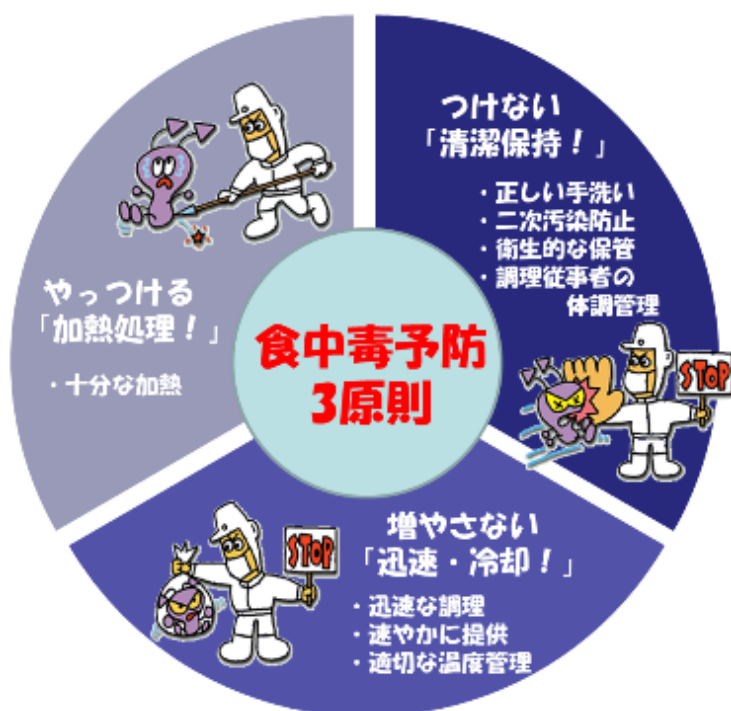 つけない
「清潔保持！」
・正しい手洗い
・二次汚染防止
・衛生的な保管
・調理従事者の
体調管理
STOP
やっつける
「加熱処理！」
・十分な加熱
食中毒予防
3原則
増やさない
「迅速・冷却！」
STOP
・迅速な調理
・速やかに提供
・適切な温度管理